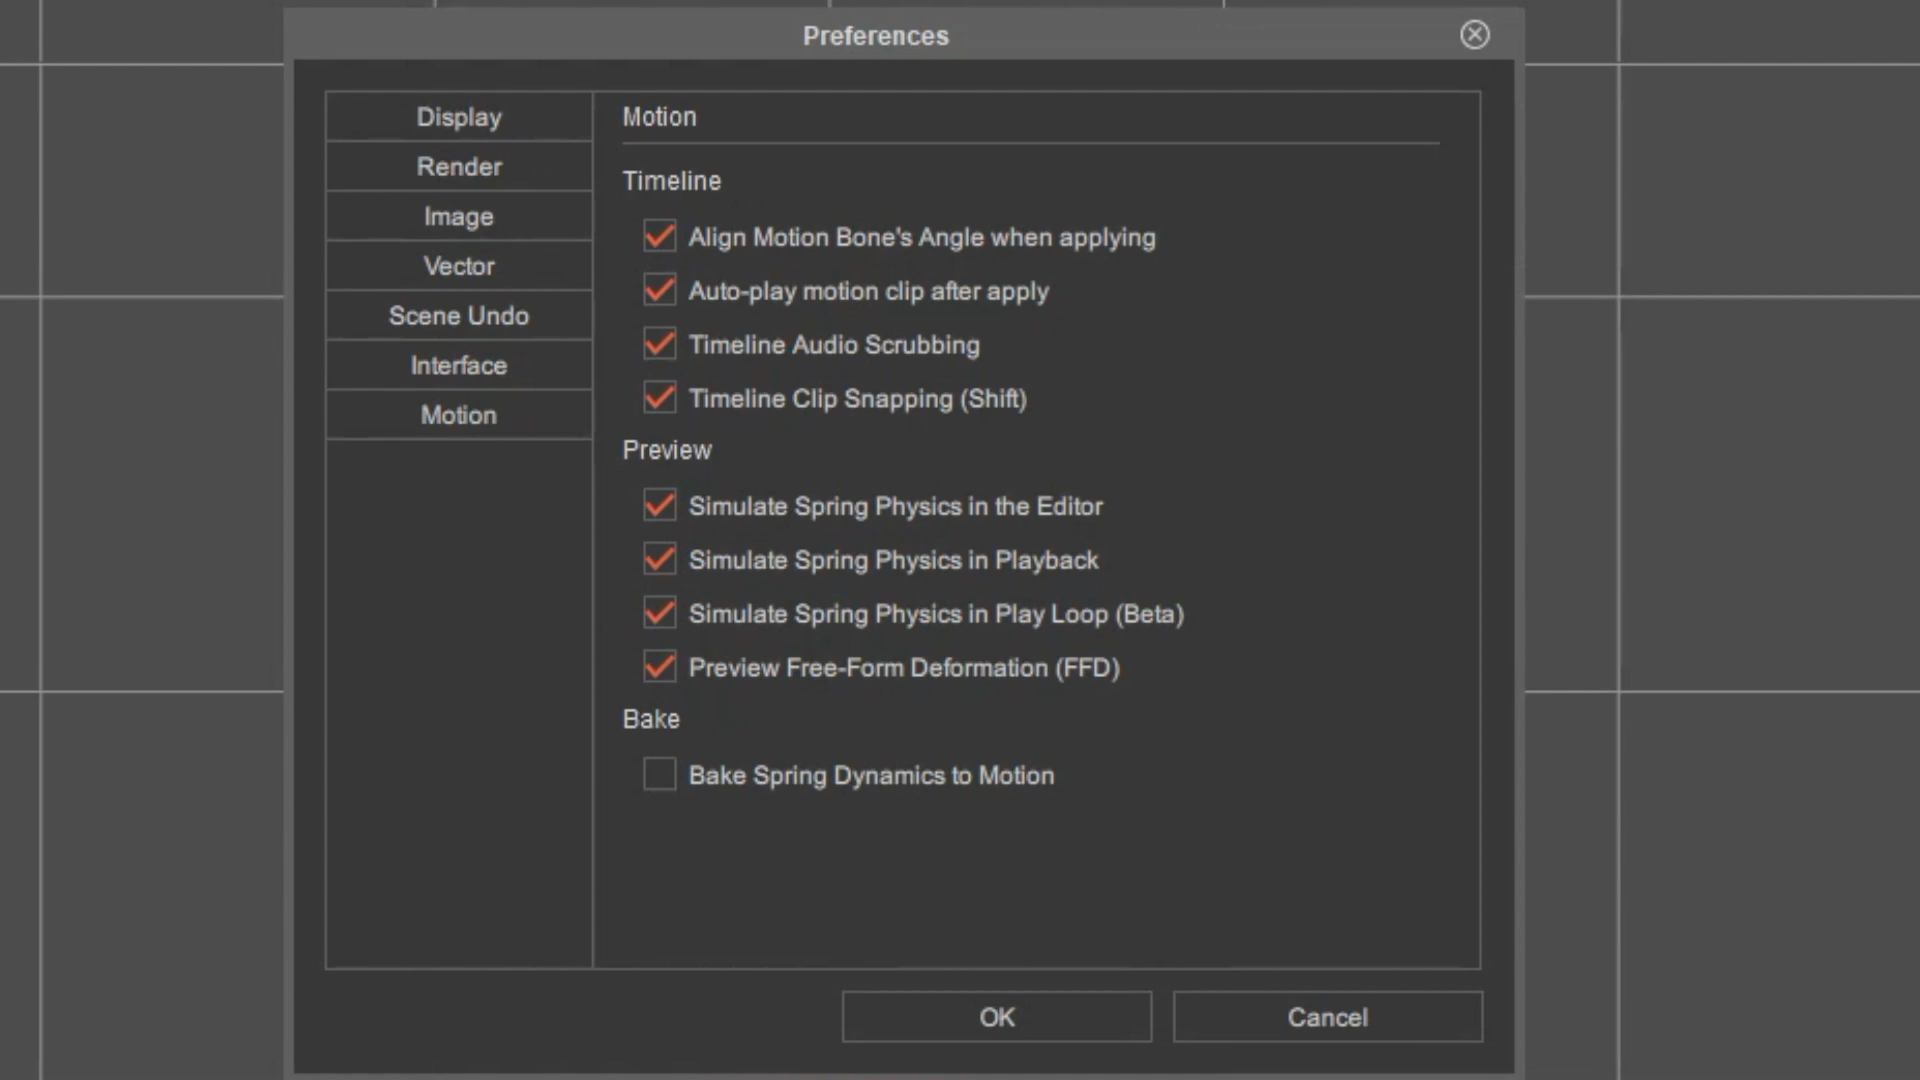 Preferences
Display
Render
Image
Vector
Scene Undo
Interface
Motion
Motion
Timeline
Align Motion Bone's Angle when applying
Auto-play motion clip after apply
Timeline Audio Scrubbing
Timeline Clip Snapping (Shift)
Preview
Simulate Spring Physics in the Editor
Simulate Spring Physics in Playback
Simulate Spring Physics in Play Loop (Beta)
Preview Free-Form Deformation (FFD)
Bake
Bake Spring Dynamics to Motion
OK
Cancel